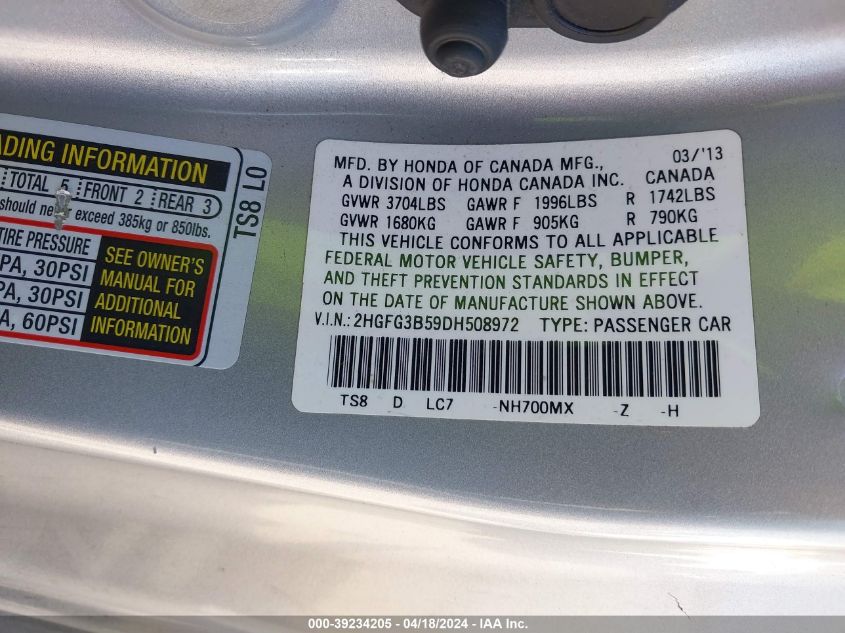 ADING INFORMATION
TOTAL 5 FRONT 2 REAR 3
should ne exceed 385kg or 850lbs.
TIRE PRESSURE
PA, 30PSI
PA, 30PSI
A, 60PSI
SEE OWNER'S
MANUAL FOR
ADDITIONAL
INFORMATION
TS8 L0
MFD. BY HONDA OF CANADA MFG., 03/'13
A DIVISION OF HONDA CANADA INC. CANADA
GVWR 3704LBS GAWR F 1996LBS R 1742LBS
GVWR 1680KG GAWR F 905KG R 790KG
THIS VEHICLE CONFORMS TO ALL APPLICABLE
FEDERAL MOTOR VEHICLE SAFETY, BUMPER,
AND THEFT PREVENTION STANDARDS IN EFFECT
ON THE DATE OF MANUFACTURE SHOWN ABOVE.
V.I.N.: 2HGFG3B59DH508972 TYPE: PASSENGER CAR
TS8 D LC7 -NH700MX -Z -H
000-39234205 - 04/18/2024 - IAA Inc.